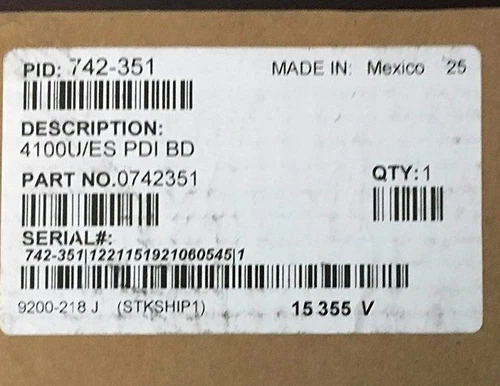 PID: 742-351 MADE IN: Mexico 25
DESCRIPTION:
4100U/ES PDI BD
PART NO.0742351 QTY:1
SERIAL#:
742-351|1221151921060545|1
9200-218 J (STKSHIP1) 15 355 V